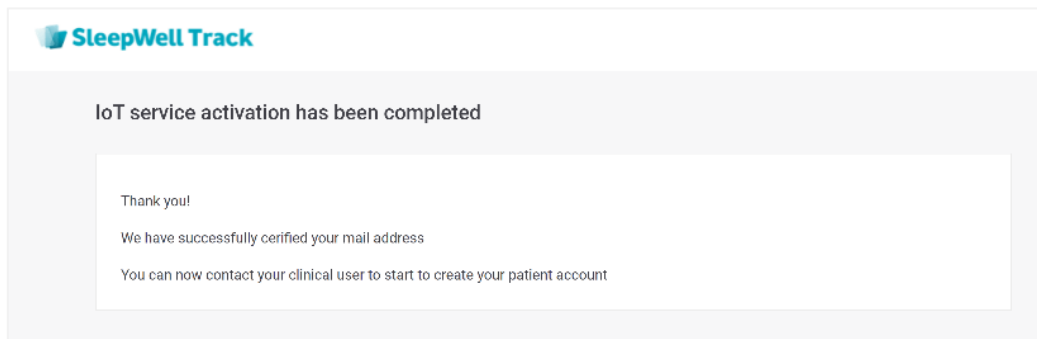 SleepWell Track
IoT service activation has been completed
Thank you!
We have successfully cerified your mail address
You can now contact your clinical user to start to create your patient account